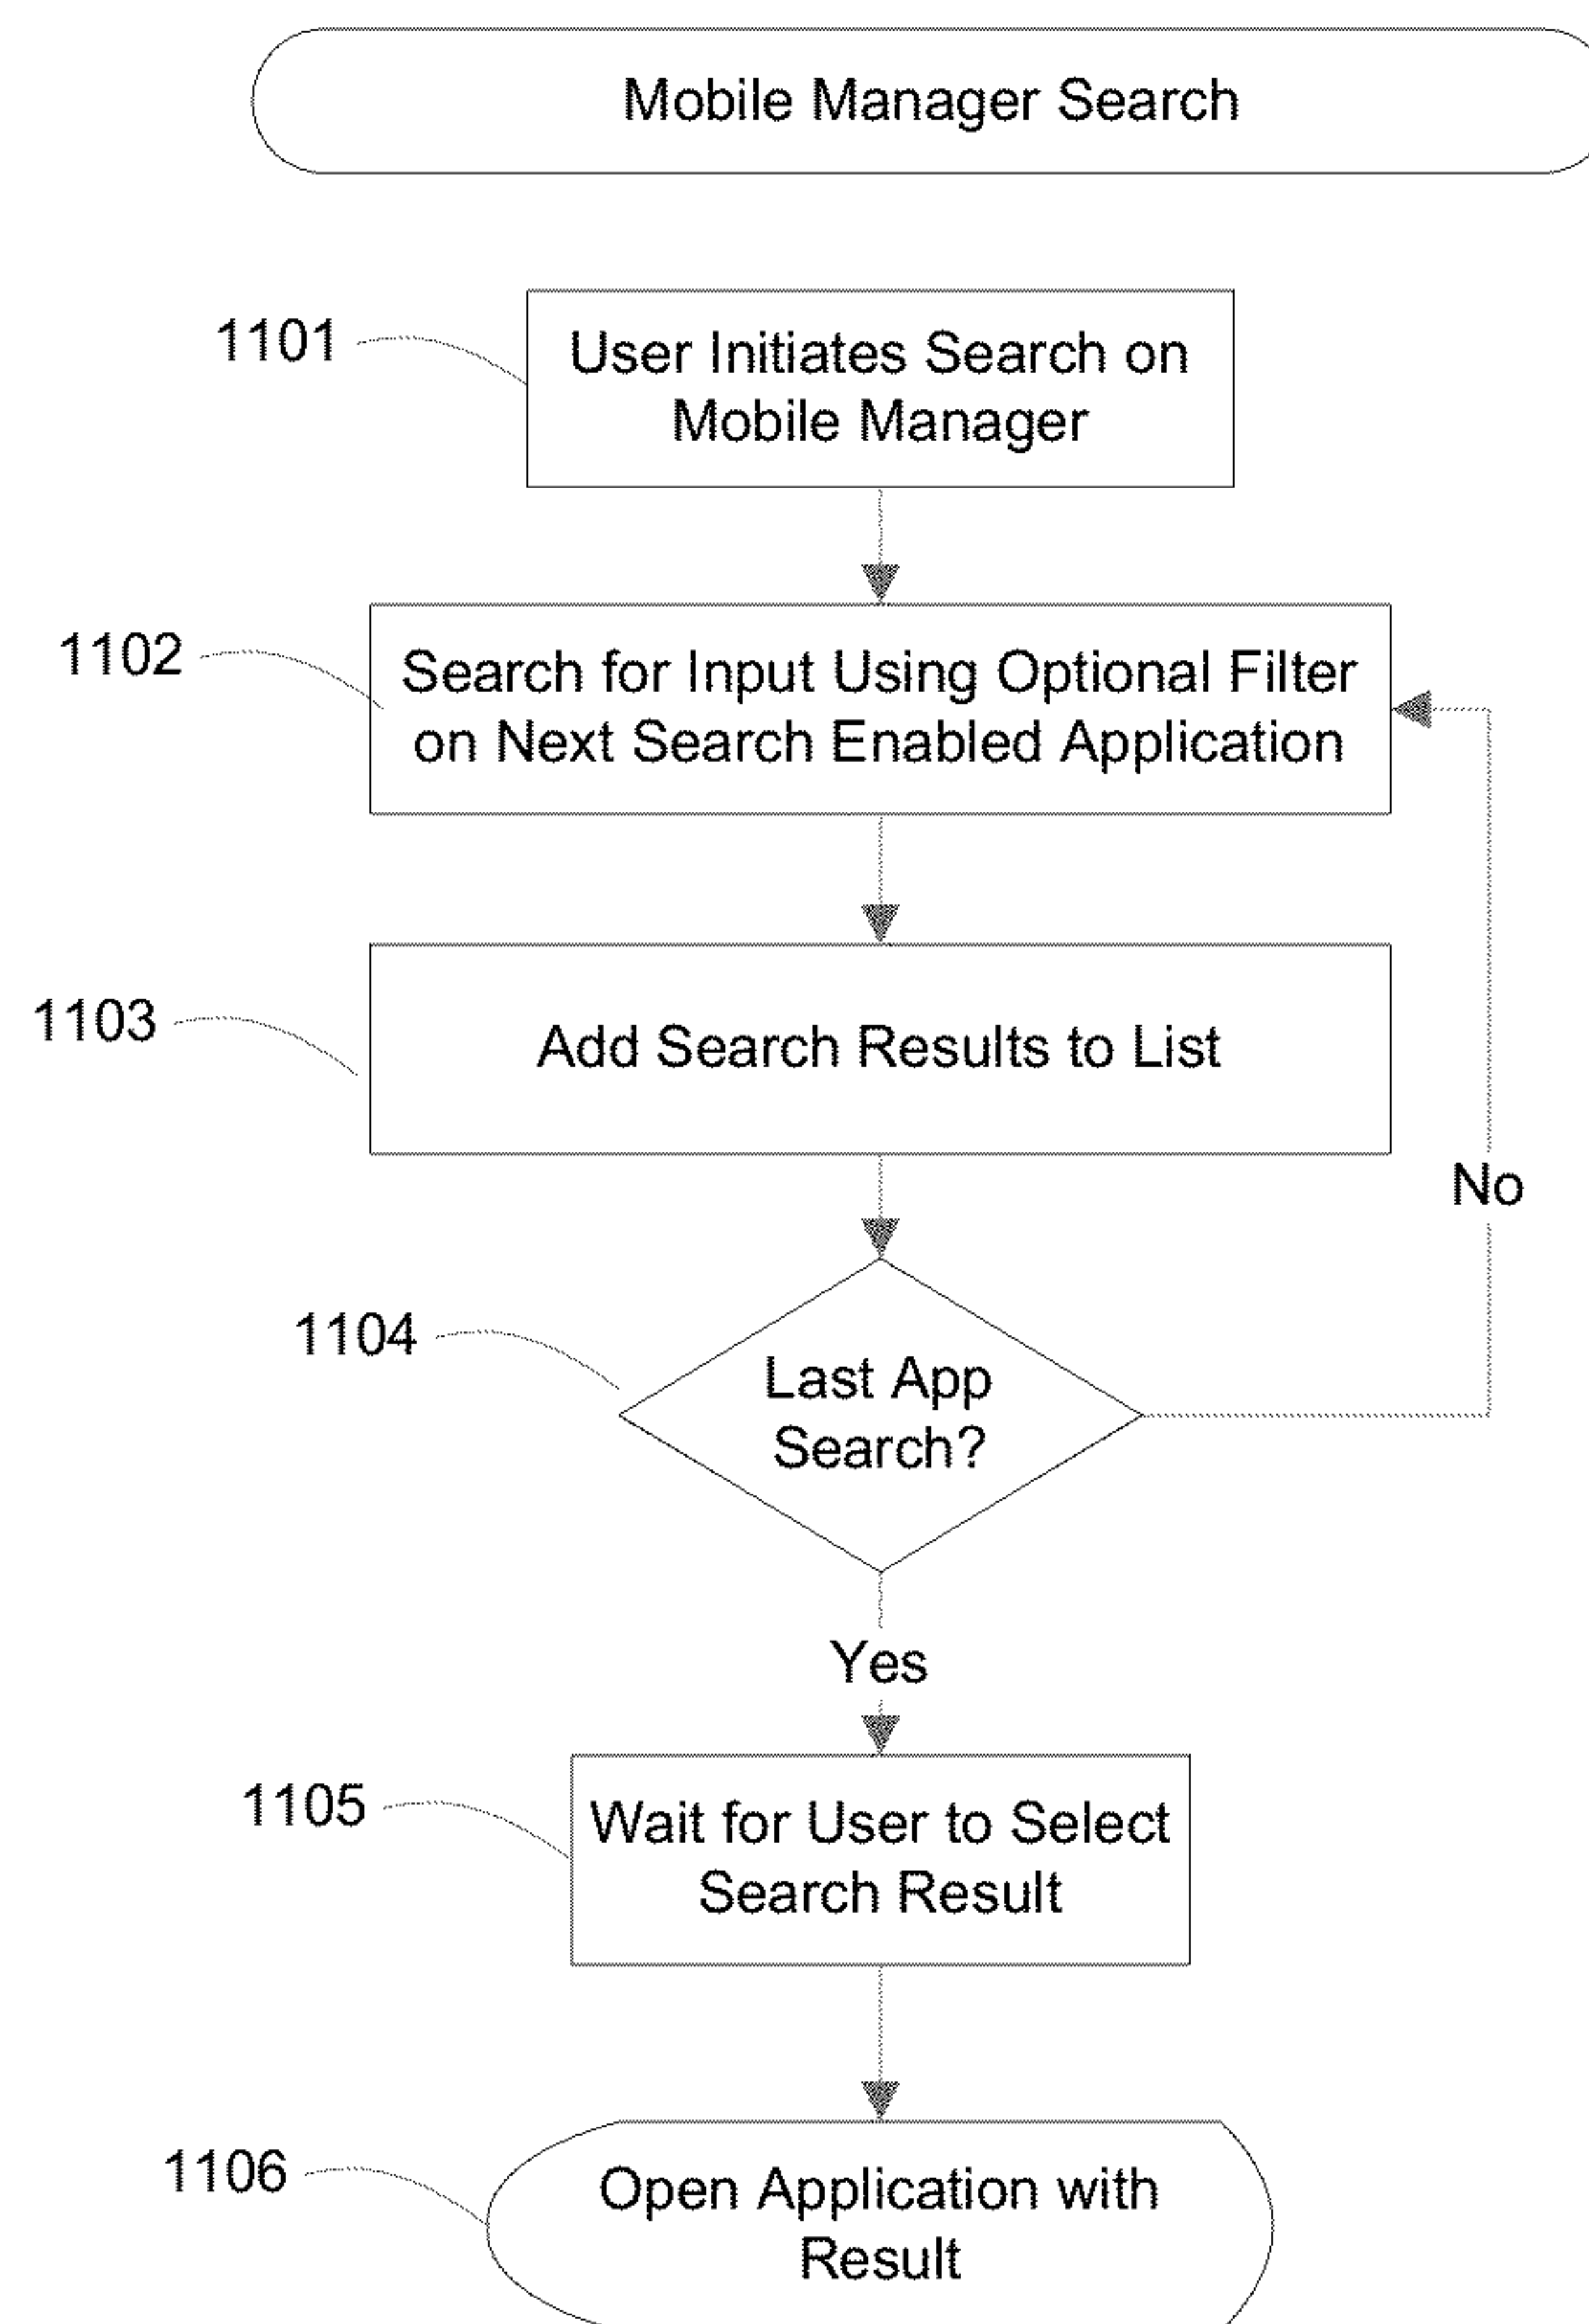 Mobile Manager Search
1101
User Initiates Search on
Mobile Manager
1102
Search for Input Using Optional Filter
on Next Search Enabled Application
1103
Add Search Results to List
No
1104
Last App
Search?
Yes
1105
Wait for User to Select
Search Result
1106
Open Application with
Result